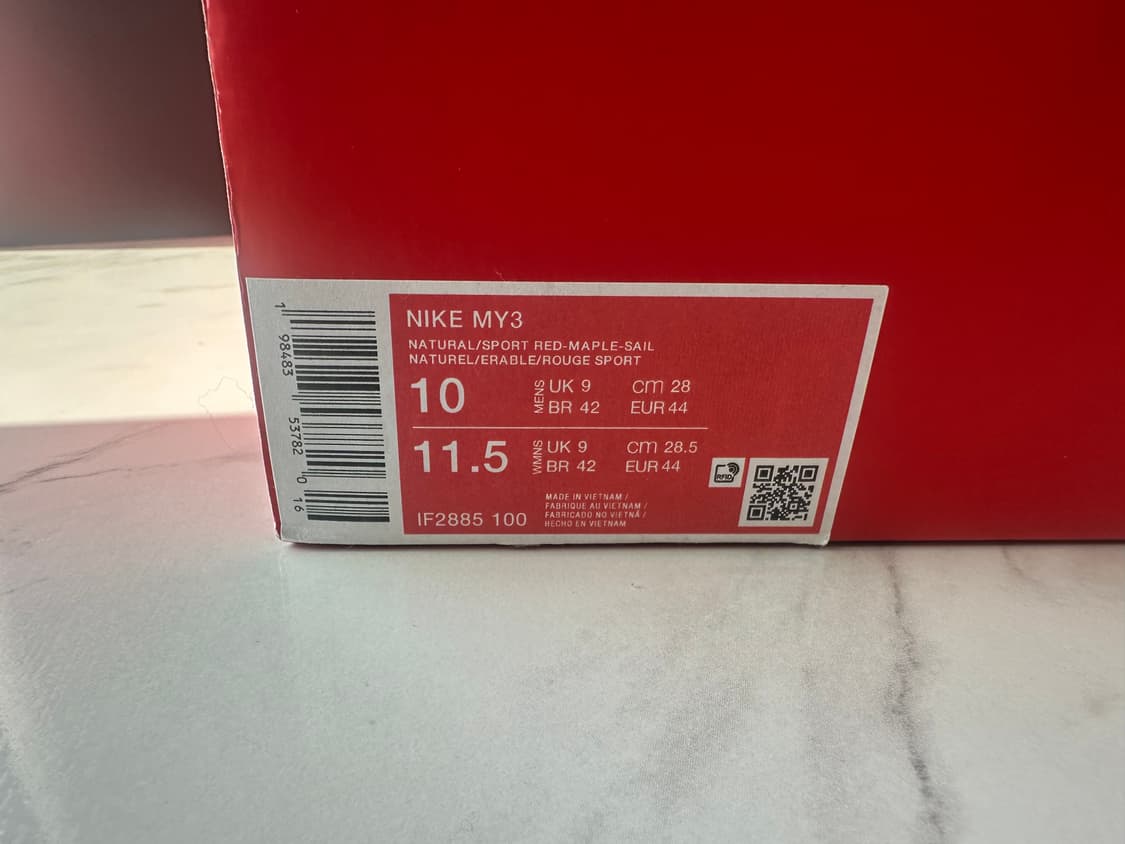 1 98483 53782 0 16
NIKE MY3
NATURAL/SPORT RED-MAPLE-SAIL
NATUREL/ERABLE/ROUGE SPORT
10 MENS UK 9 cm 28
BR 42 EUR 44
11.5 WMNS UK 9 cm 28.5
BR 42 EUR 44
RFID
MADE IN VIETNAM /
FABRIQUE AU VIETNAM /
FABRICADO NO VIETNÃ /
HECHO EN VIETNAM
IF2885 100